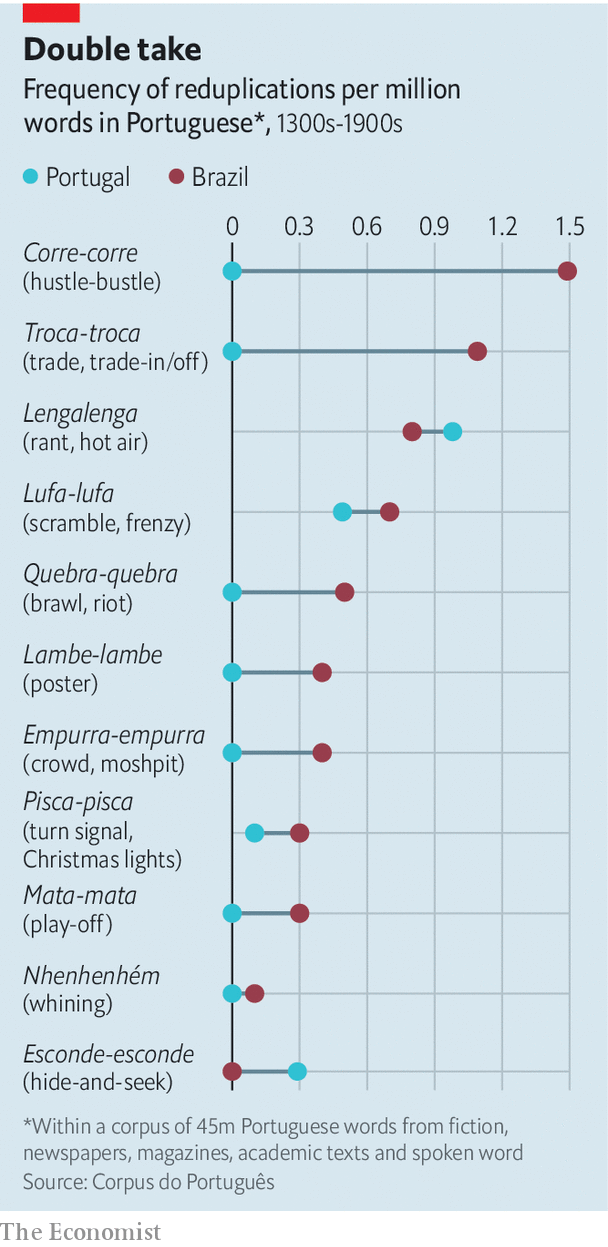 Double take
Frequency of reduplications per million
words in Portuguese*, 1300s-1900s
Portugal Brazil
0 0.3 0.6 0.9 1.2 1.5
Corre-corre
(hustle-bustle)
Troca-troca
(trade, trade-in/off)
Lengalenga
(rant, hot air)
Lufa-lufa
(scramble, frenzy)
Quebra-quebra
(brawl, riot)
Lambe-lambe
(poster)
Empurra-empurra
(crowd, moshpit)
Pisca-pisca
(turn signal,
Christmas lights)
Mata-mata
(play-off)
Nhenhenhém
(whining)
Esconde-esconde
(hide-and-seek)
*Within a corpus of 45m Portuguese words from fiction,
newspapers, magazines, academic texts and spoken word
Source: Corpus do Português
The Economist